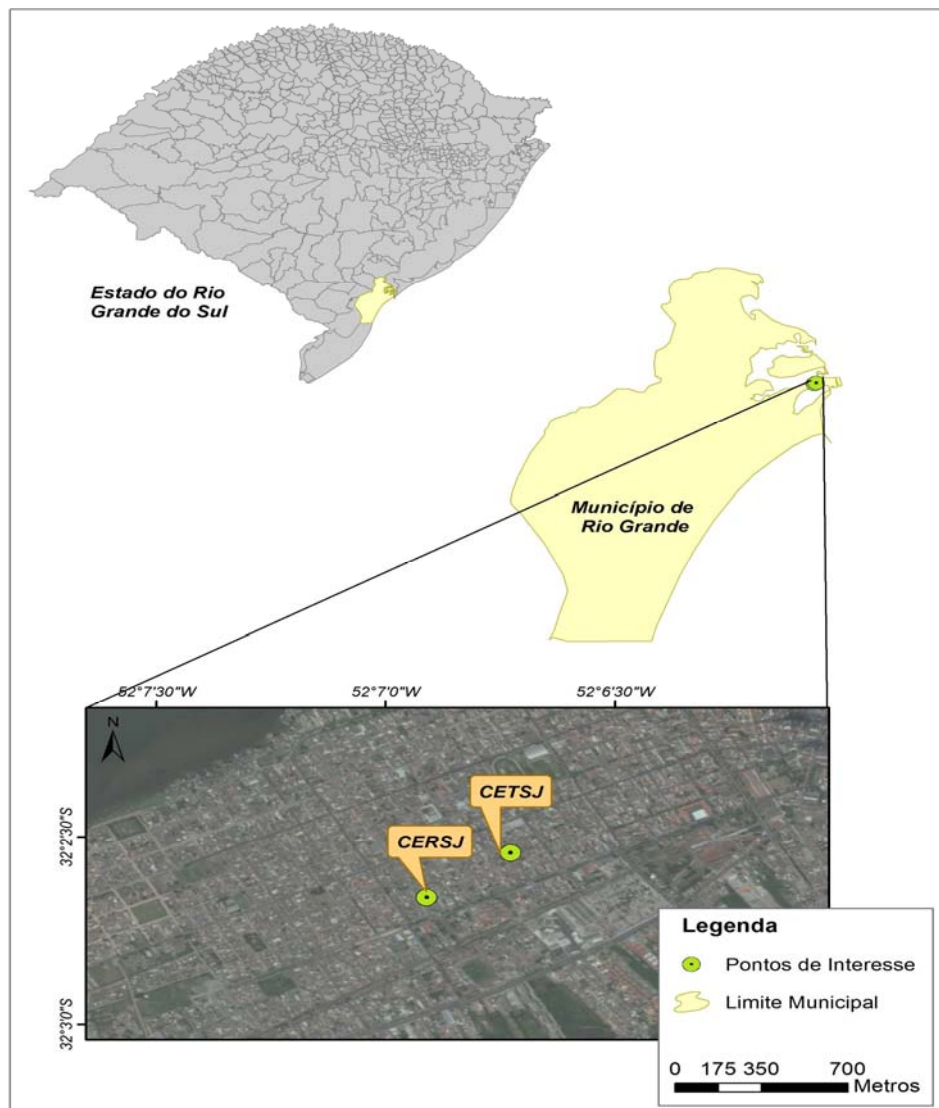 Estado do Rio
Grande do Sul
Município de
Rio Grande
52°7'30"W
52°7'0"W
52°6'30"W
N
CETSJ
32°2'30"S
CERSJ
32°3'0"S
Legenda
Pontos de Interesse
Limite Municipal
0 175 350 700
Metros